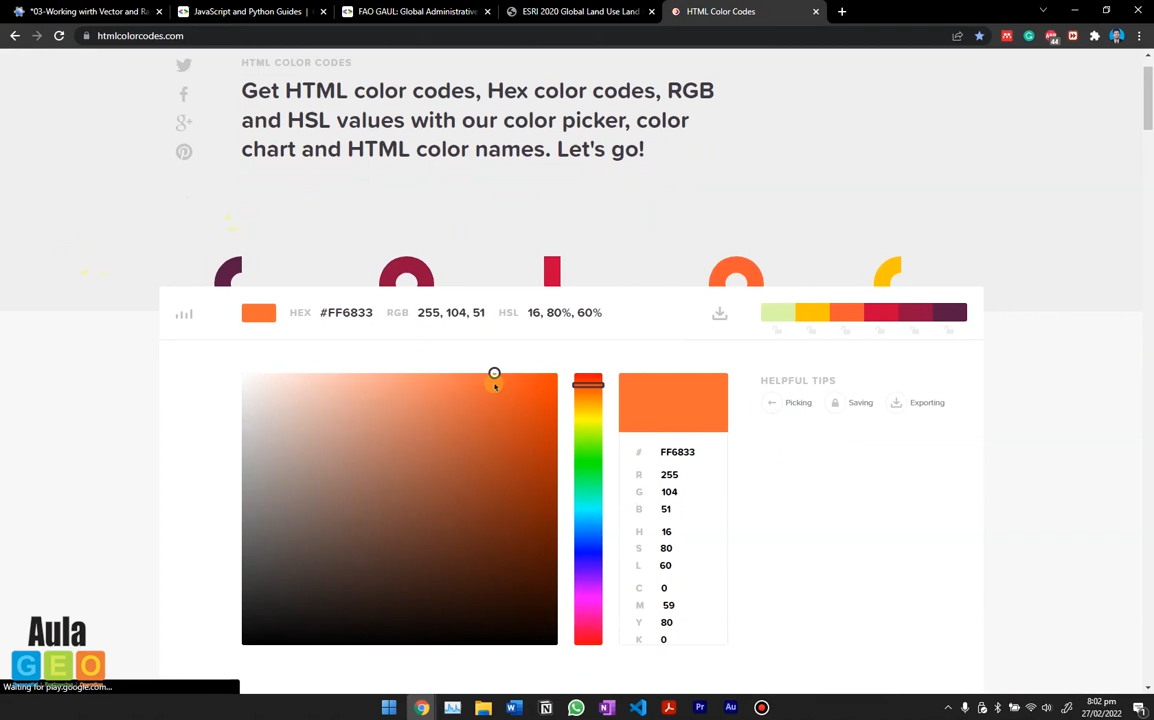 *03-Working wirth Vector and Ra
JavaScript and Python Guides |
FAO GAUL: Global Administrative
ESRI 2020 Global Land Use Land
HTML Color Codes
htmlcolorcodes.com
44
HTML COLOR CODES
Get HTML color codes, Hex color codes, RGB
and HSL values with our color picker, color
chart and HTML color names. Let's go!
HEX #FF6833 RGB 255, 104, 51 HSL 16, 80%, 60%
HELPFUL TIPS
Picking Saving Exporting
# FF6833
R 255
G 104
B 51
H 16
S 80
L 60
C 0
M 59
Y 80
K 0
Aula
GEO
Waiting for play.google.com...
8:02 pm
27/02/2022